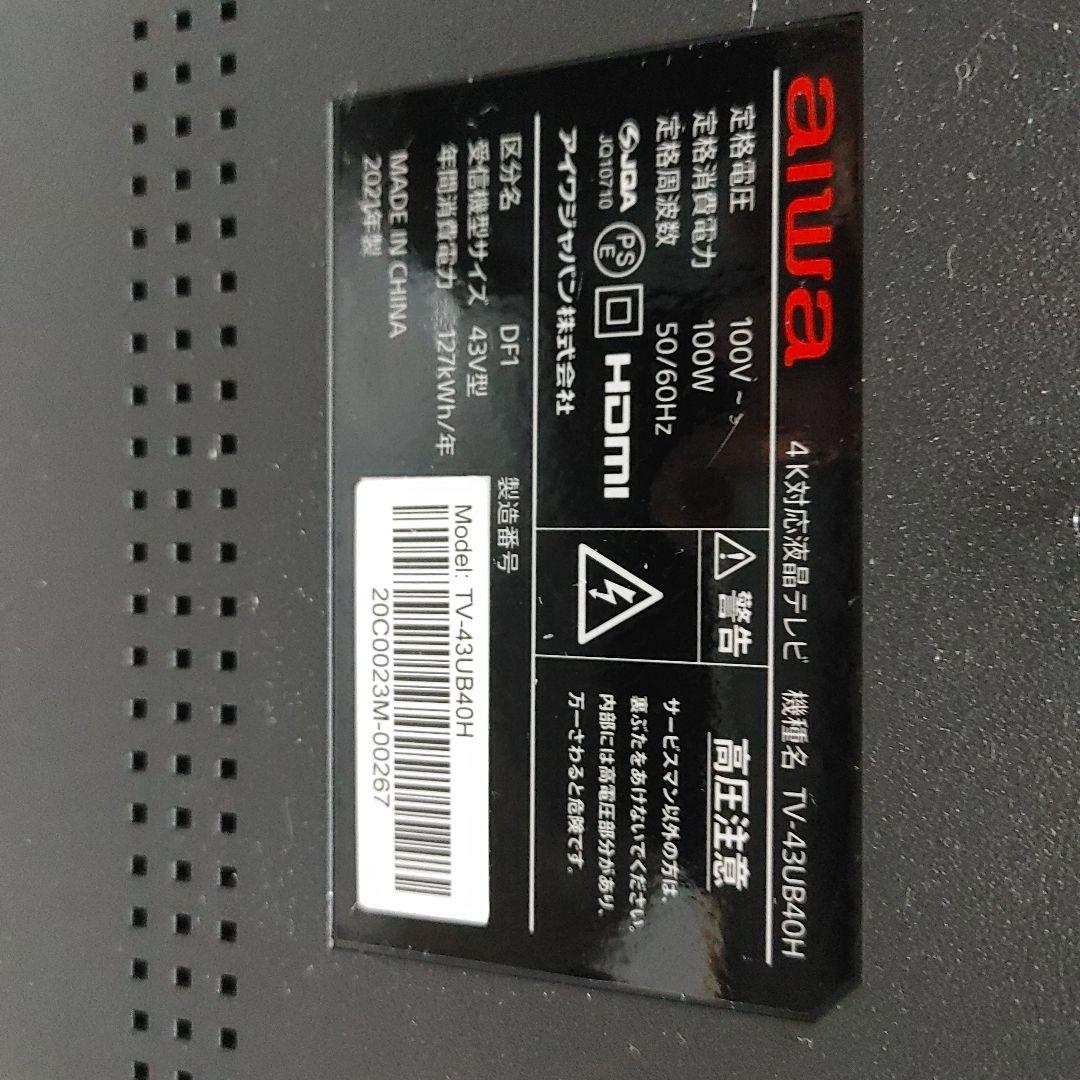 aiwa 4K対応液晶テレビ 機種名 TV-43UB40H
定格電圧 100V ~
定格消費電力 100W
定格周波数 50/60Hz
JQA
JQ10710
PS
E
HDMI
アイワジャパン株式会社
警告
高圧注意
サービスマン以外の方は、
裏ぶたをあけないでください。
内部には高電圧部分があり、
万一さわると危険です。
区分名 DF1
受信機型サイズ 43V型
年間消費電力 127kWh/年
MADE IN CHINA
2021年製
製造番号
Model: TV-43UB40H
20C0023M-00267